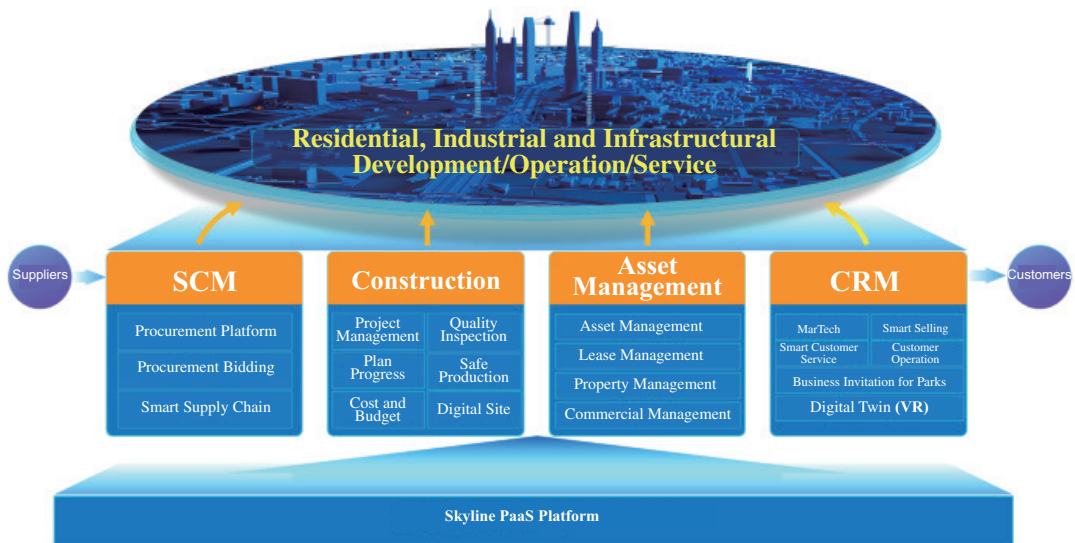 Residential, Industrial and Infrastructural
Development/Operation/Service
Suppliers
SCM
Procurement Platform
Procurement Bidding
Smart Supply Chain
Construction
Project
Management
Quality
Inspection
Plan
Progress
Safe
Production
Cost and
Budget
Digital Site
Asset
Management
Asset Management
Lease Management
Property Management
Commercial Management
CRM
MarTech
Smart Selling
Smart Customer
Service
Customer
Operation
Business Invitation for Parks
Digital Twin (VR)
Customers
Skyline PaaS Platform